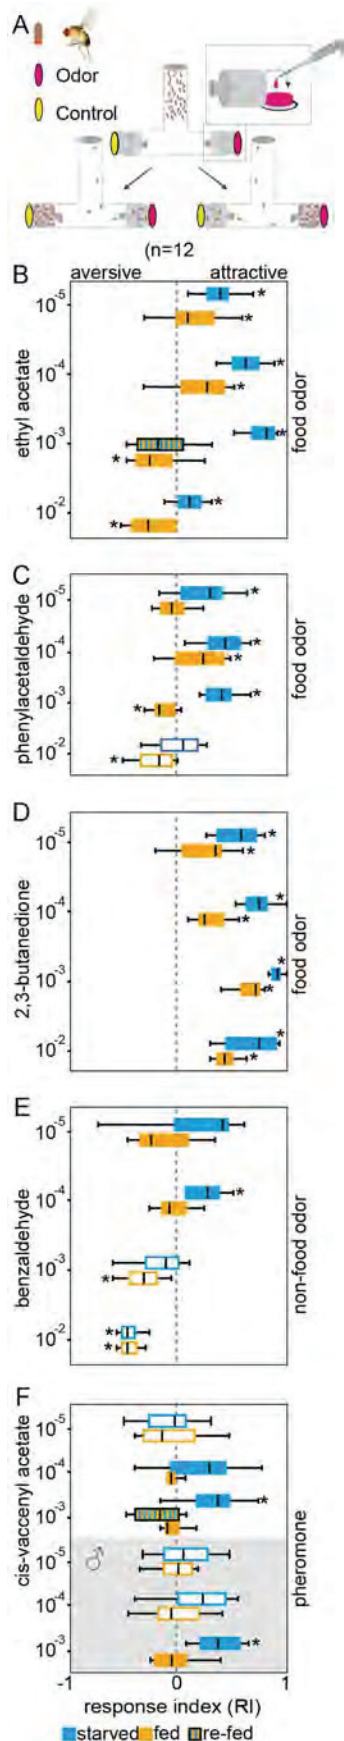 A
Odor
Control
(n=12
aversive attractive
B
ethyl acetate
10-5
*
*
10-4
*
*
10-3
*
*
10-2
*
*
food odor
C
phenylacetaldehyde
10-5
*
10-4
*
*
10-3
*
*
10-2
*
food odor
D
2,3-butanedione
10-5
*
*
10-4
*
*
10-3
*
*
10-2
*
*
food odor
E
benzaldehyde
10-5
10-4
*
10-3
*
10-2
*
*
non-food odor
F
cis-vaccenyl acetate
10-5
10-4
10-3
*
♂
10-5
10-4
10-3
*
pheromone
-1 0 1
response index (RI)
starved fed re-fed